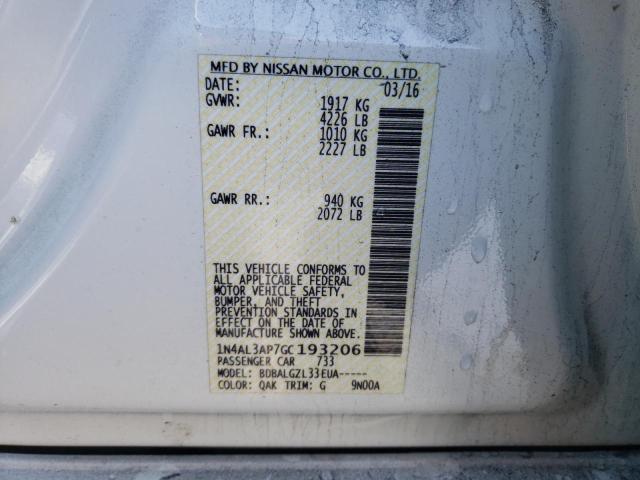 MFD BY NISSAN MOTOR CO., LTD.
DATE: 03/16
GVWR: 1917 KG
4226 LB
GAWR FR.: 1010 KG
2227 LB
GAWR RR.: 940 KG
2072 LB
THIS VEHICLE CONFORMS TO
ALL APPLICABLE FEDERAL
MOTOR VEHICLE SAFETY,
BUMPER, AND THEFT
PREVENTION STANDARDS IN
EFFECT ON THE DATE OF
MANUFACTURE SHOWN ABOVE.
1N4AL3AP7GC193206
PASSENGER CAR 733
MODEL: BDBALGZL33EUA-----
COLOR: QAK TRIM: G 9N00A